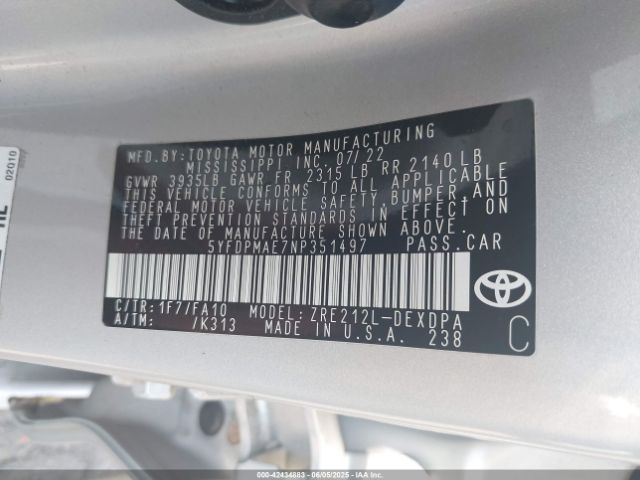 MFD.BY:TOYOTA MOTOR MANUFACTURING
MISSISSIPPI INC. 07/22
GVWR 3935LB GAWR FR 2315 LB RR 2140 LB
THIS VEHICLE CONFORMS TO ALL APPLICABLE
FEDERAL MOTOR VEHICLE SAFETY,BUMPER,AND
THEFT PREVENTION STANDARDS IN EFFECT ON
THE DATE OF MANUFACTURE SHOWN ABOVE.
5YFDPMAE7NP351497 PASS.CAR
C/TR:1F7/FA10 MODEL: ZRE212L-DEXDPA
A/TM: /K313 MADE IN U.S.A. 238
C
02010
000-42434883 - 06/05/2025 - IAAI.COM